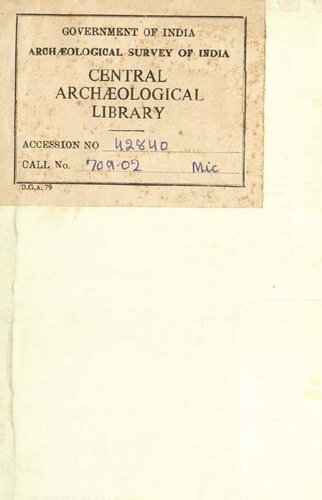 GOVERNMENT OF INDIA
ARCHÆOLOGICAL SURVEY OF INDIA
CENTRAL
ARCHÆOLOGICAL
LIBRARY
ACCESSION NO 42840
CALL No. 709.02 Mic
D.G.A. 79